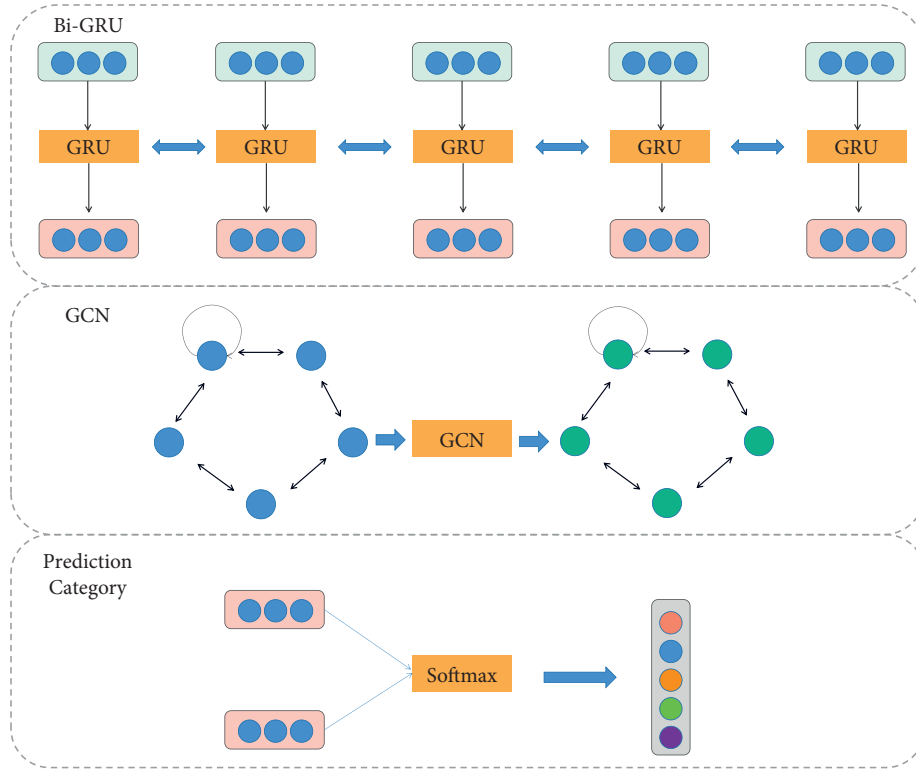 Bi-GRU
GRU
GRU
GRU
GRU
GRU
GCN
GCN
Prediction
Category
Softmax